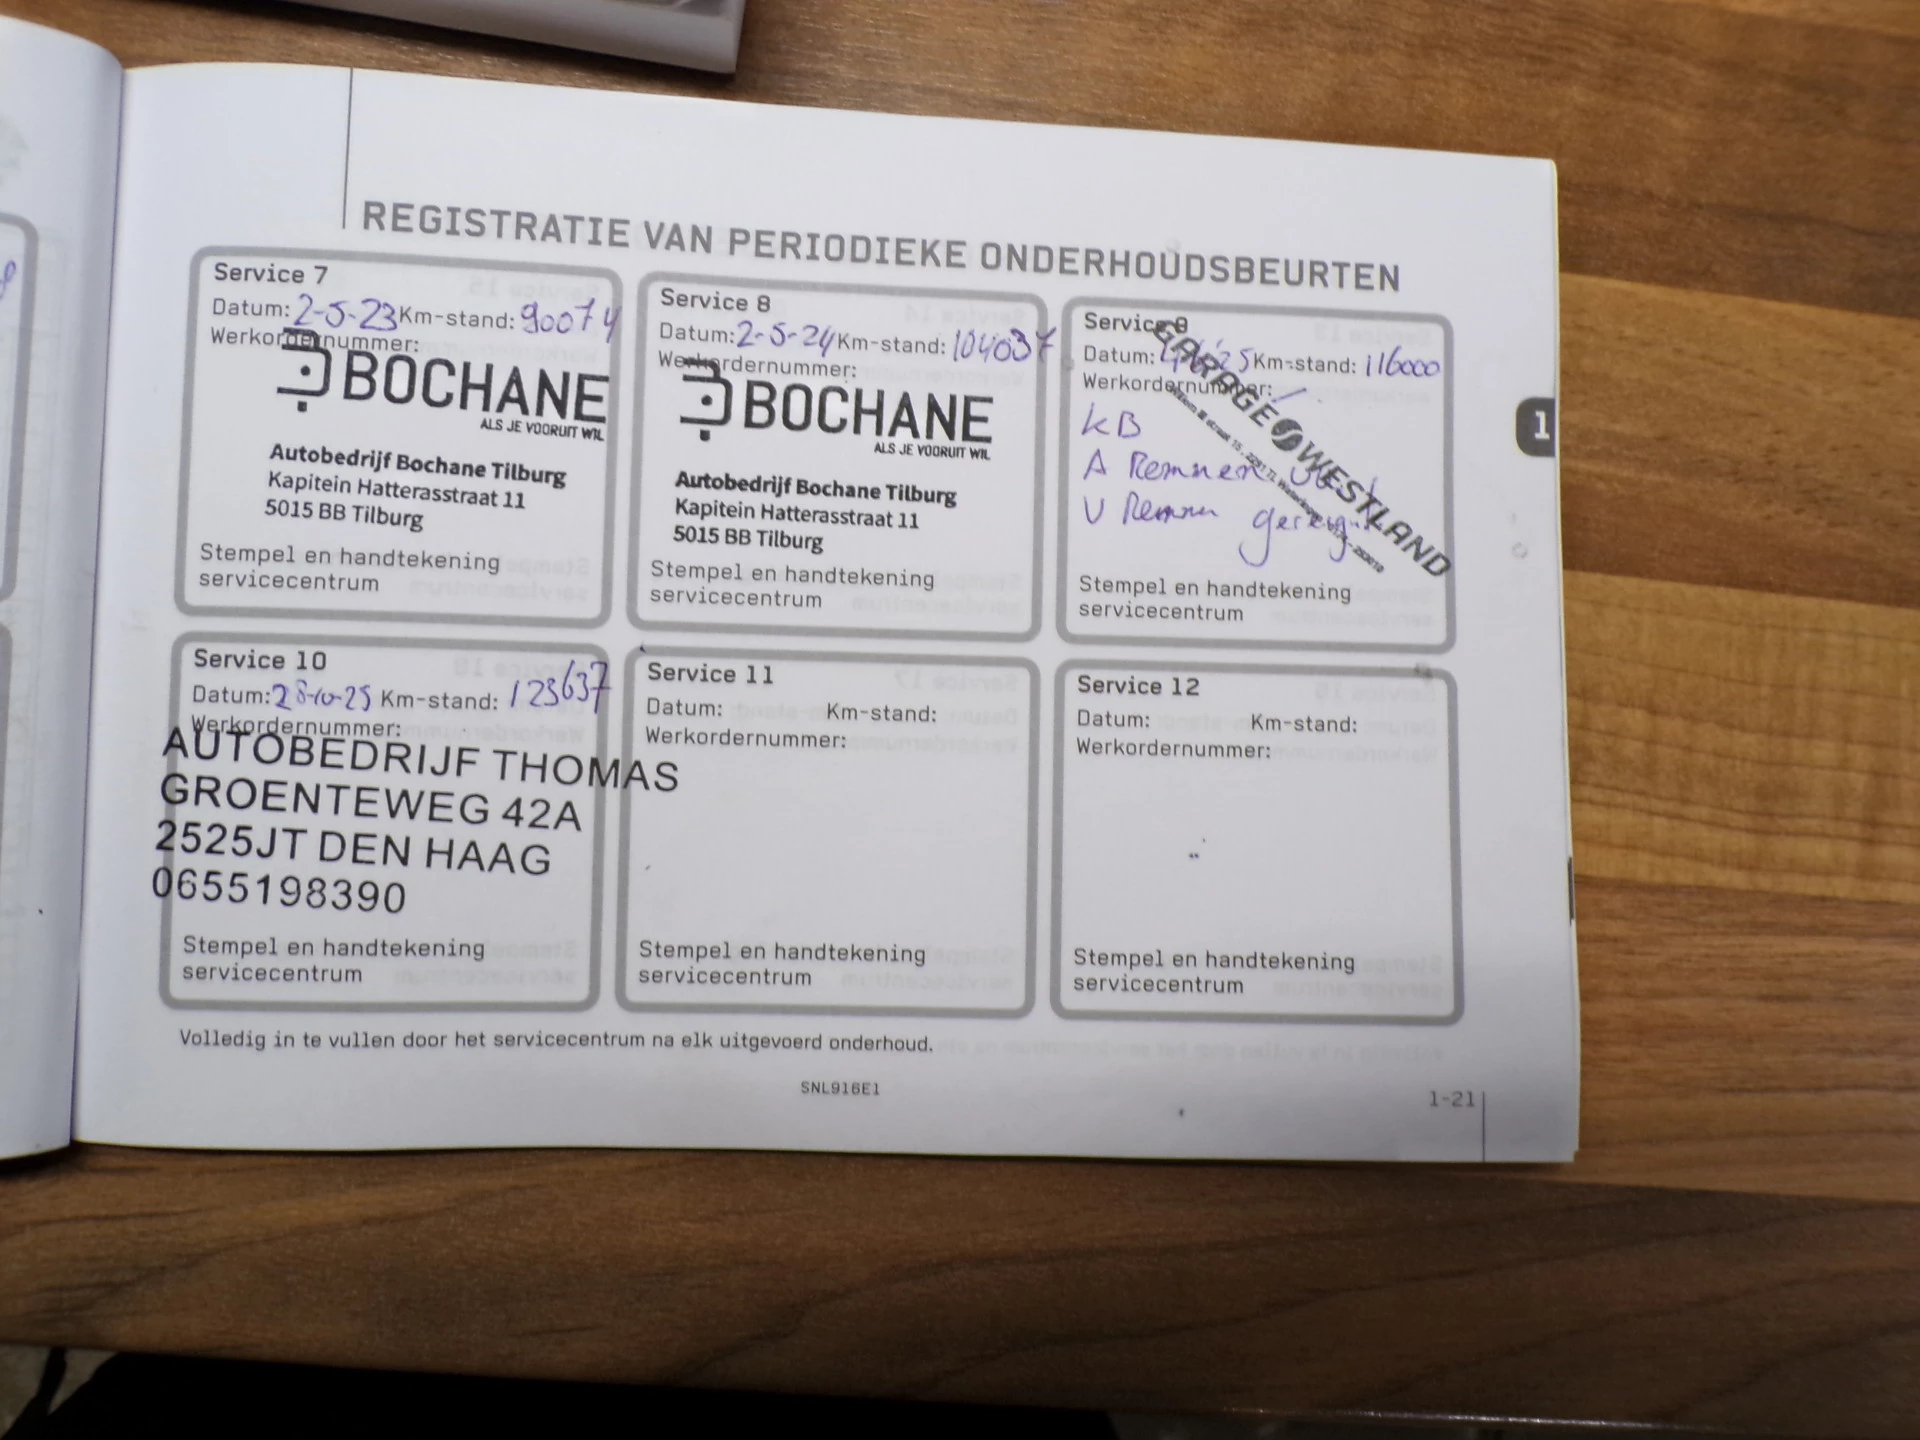 REGISTRATIE VAN PERIODIEKE ONDERHOUDSBEURTEN
Service 7
Datum: 2-5-23 Km-stand: 90074
Werkordernummer:
BOCHANE
ALS JE VOORUIT WIL
Autobedrijf Bochane Tilburg
Kapitein Hatterasstraat 11
5015 BB Tilburg
Stempel en handtekening
servicecentrum
Service 8
Datum: 2-5-24 Km-stand: 104037
Werkordernummer:
BOCHANE
ALS JE VOORUIT WIL
Autobedrijf Bochane Tilburg
Kapitein Hatterasstraat 11
5015 BB Tilburg
Stempel en handtekening
servicecentrum
Service 9
Datum: Km-stand: 116000
Werkordernummer:
GARAGE WESTLAND
KB
A Remmen
V Remmen
Stempel en handtekening
servicecentrum
1
Service 10
Datum: 28-10-25 Km-stand: 123637
Werkordernummer:
AUTOBEDRIJF THOMAS
GROENTEWEG 42A
2525JT DEN HAAG
0655198390
Stempel en handtekening
servicecentrum
Service 11
Datum: Km-stand:
Werkordernummer:
Stempel en handtekening
servicecentrum
Service 12
Datum: Km-stand:
Werkordernummer:
Stempel en handtekening
servicecentrum
Volledig in te vullen door het servicecentrum na elk uitgevoerd onderhoud.
SNL916E1
1-21